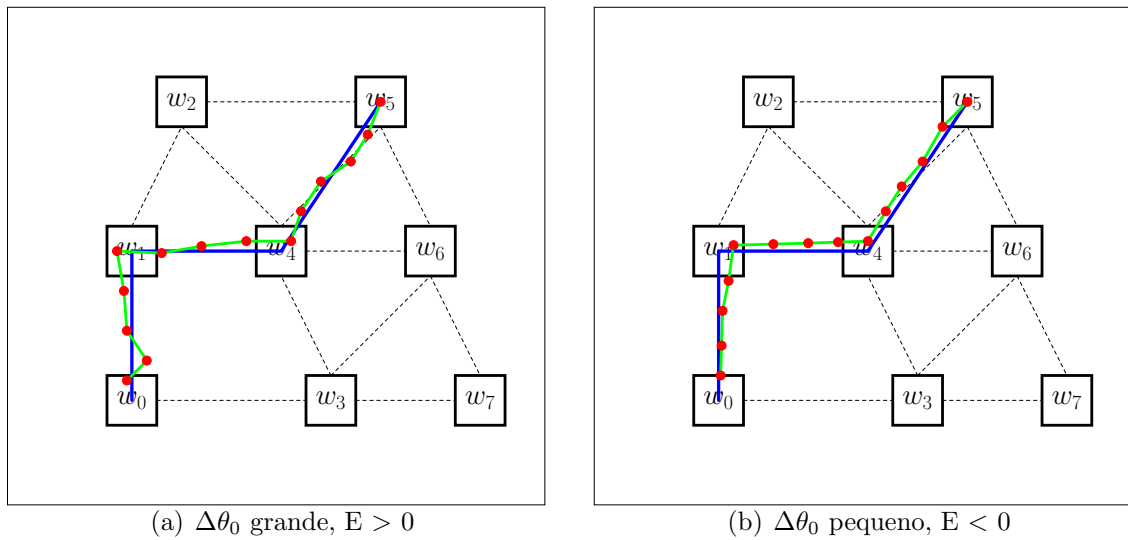 w₂ w₅
w₁ w₄ w₆
w₀ w₃ w₇
(a) Δθ₀ grande, E > 0
w₂ w₅
w₁ w₄ w₆
w₀ w₃ w₇
(b) Δθ₀ pequeno, E < 0